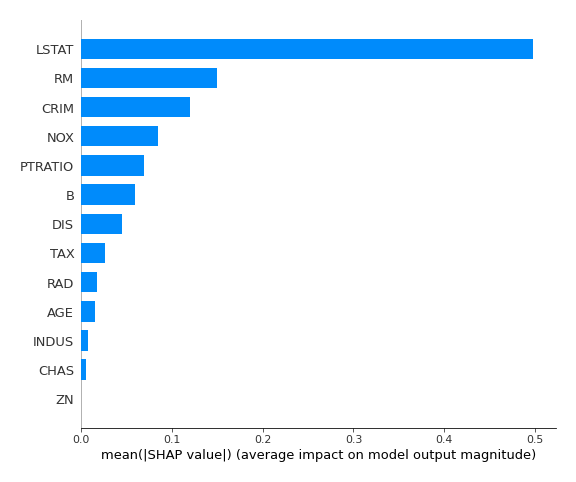 LSTAT
RM
CRIM
NOX
PTRATIO
B
DIS
TAX
RAD
AGE
INDUS
CHAS
ZN
0.0 0.1 0.2 0.3 0.4 0.5
mean(|SHAP value|) (average impact on model output magnitude)